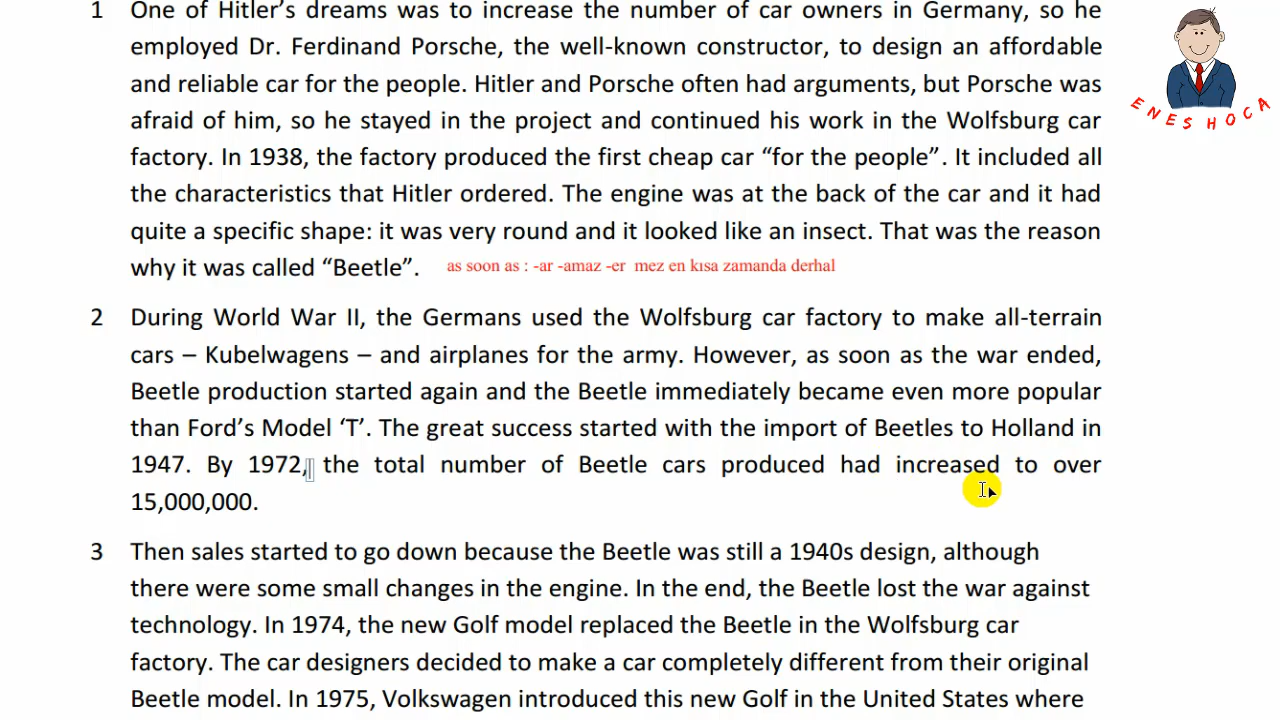 1 One of Hitler’s dreams was to increase the number of car owners in Germany, so he
employed Dr. Ferdinand Porsche, the well-known constructor, to design an affordable
and reliable car for the people. Hitler and Porsche often had arguments, but Porsche was
afraid of him, so he stayed in the project and continued his work in the Wolfsburg car
factory. In 1938, the factory produced the first cheap car “for the people”. It included all
the characteristics that Hitler ordered. The engine was at the back of the car and it had
quite a specific shape: it was very round and it looked like an insect. That was the reason
why it was called “Beetle”. as soon as : -ar -amaz -er mez en kısa zamanda derhal
2 During World War II, the Germans used the Wolfsburg car factory to make all-terrain
cars – Kubelwagens – and airplanes for the army. However, as soon as the war ended,
Beetle production started again and the Beetle immediately became even more popular
than Ford’s Model ‘T’. The great success started with the import of Beetles to Holland in
1947. By 1972, the total number of Beetle cars produced had increased to over
15,000,000.
3 Then sales started to go down because the Beetle was still a 1940s design, although
there were some small changes in the engine. In the end, the Beetle lost the war against
technology. In 1974, the new Golf model replaced the Beetle in the Wolfsburg car
factory. The car designers decided to make a car completely different from their original
Beetle model. In 1975, Volkswagen introduced this new Golf in the United States where
ENES HOCA